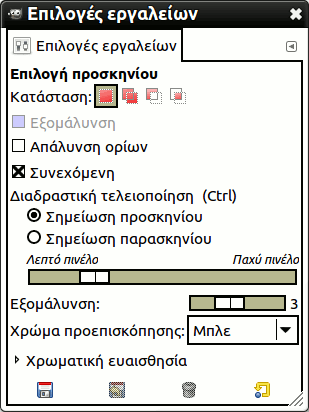 Επιλογές εργαλείων
Επιλογές εργαλείων
Επιλογή προσκηνίου
Κατάσταση:
Εξομάλυνση
Απάλυνση ορίων
Συνεχόμενη
Διαδραστική τελειοποίηση (Ctrl)
Σημείωση προσκηνίου
Σημείωση παρασκηνίου
Λεπτό πινέλο Παχύ πινέλο
Εξομάλυνση: 3
Χρώμα προεπισκόπησης: Μπλε
Χρωματική ευαισθησία